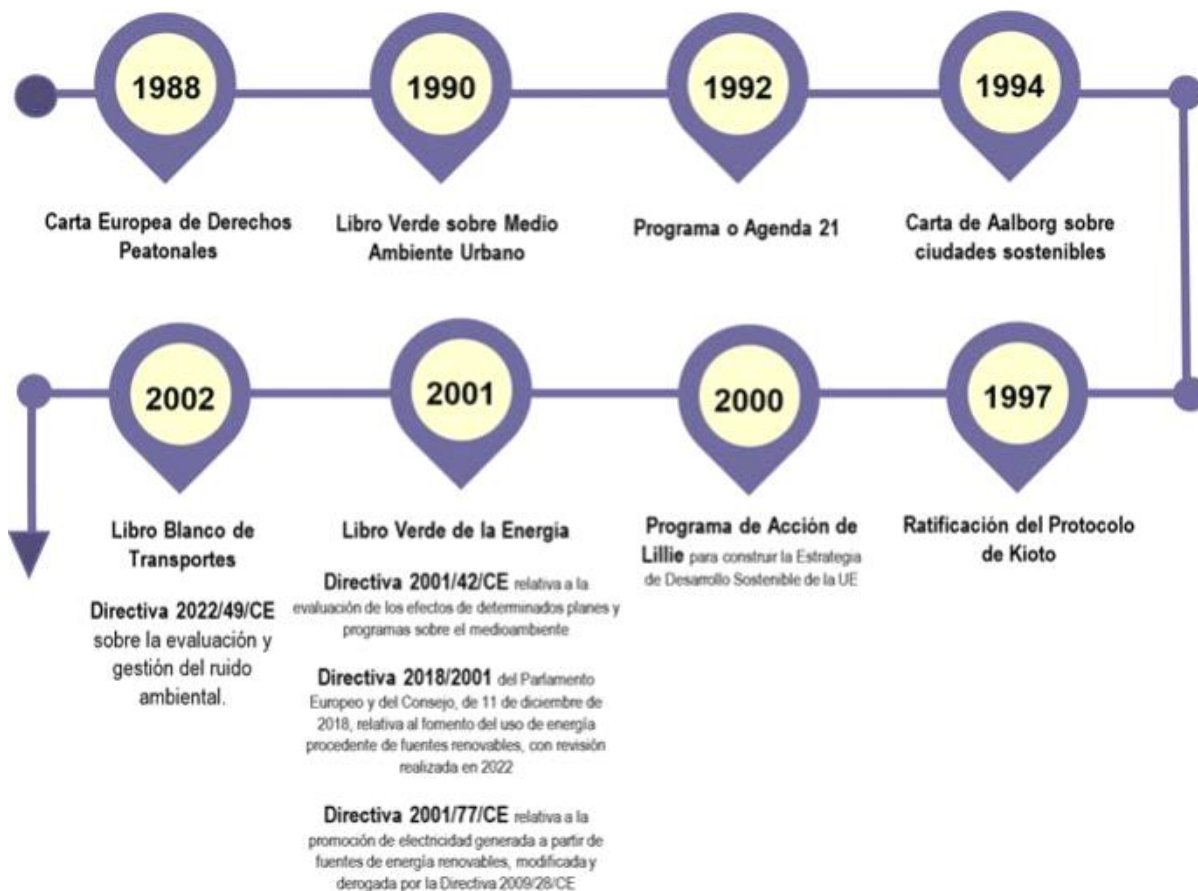 1988
Carta Europea de Derechos
Peatonales
1990
Libro Verde sobre Medio
Ambiente Urbano
1992
Programa o Agenda 21
1994
Carta de Aalborg sobre
ciudades sostenibles
1997
Ratificación del Protocolo
de Kioto
2000
Programa de Acción de
Lillie para construir la Estrategia
de Desarrollo Sostenible de la UE
2001
Libro Verde de la Energía
Directiva 2001/42/CE relativa a la
evaluación de los efectos de determinados planes y
programas sobre el medioambiente
Directiva 2018/2001 del Parlamento
Europeo y del Consejo, de 11 de diciembre de
2018, relativa al fomento del uso de energía
procedente de fuentes renovables, con revisión
realizada en 2022
Directiva 2001/77/CE relativa a la
promoción de electricidad generada a partir de
fuentes de energía renovables, modificada y
derogada por la Directiva 2009/28/CE
2002
Libro Blanco de
Transportes
Directiva 2022/49/CE
sobre la evaluación y
gestión del ruido
ambiental.